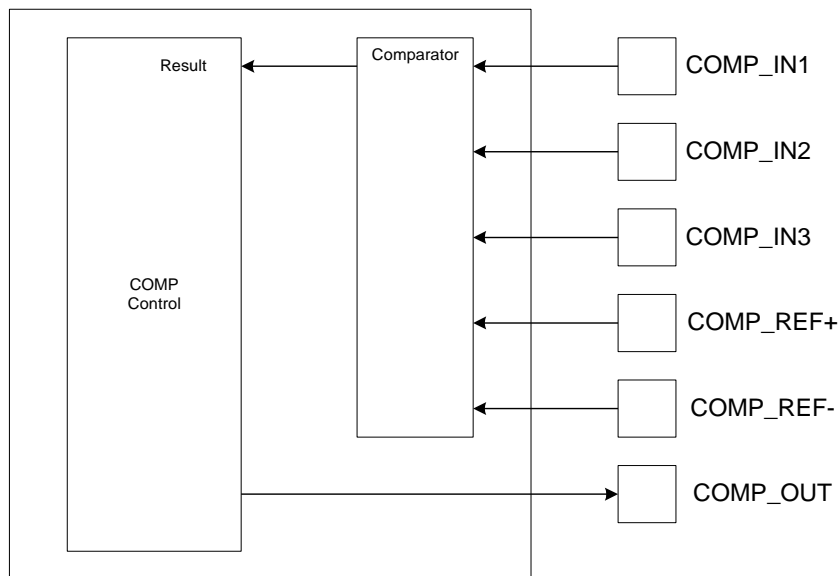 Result
Comparator
COMP_IN1
COMP_IN2
COMP_IN3
COMP
Control
COMP_REF+
COMP_REF-
COMP_OUT